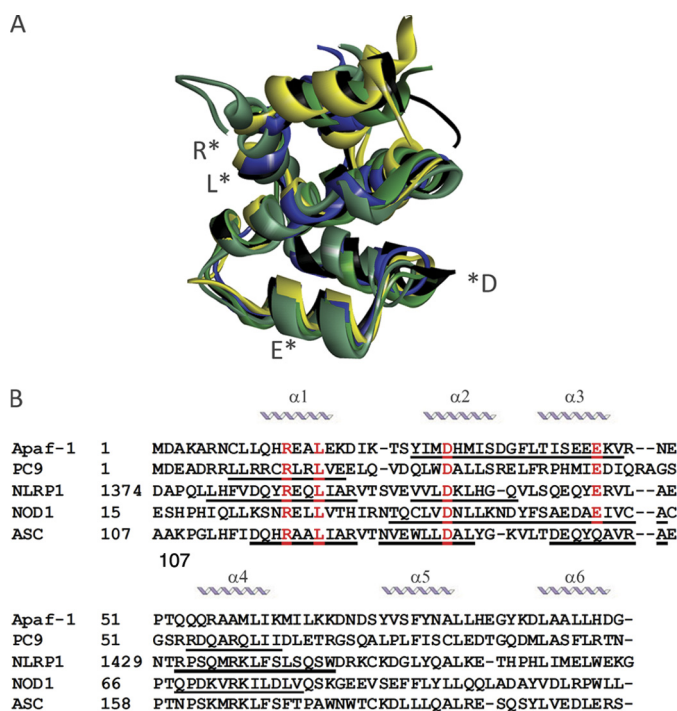 A
R*
L*
*D
E*
B
α1 α2 α3
Apaf-1 1 MDAKARNCLLQHREALEKDIK-TSYIMDHMISDGFLTISEEEKVR--NE
PC9 1 MDEADRRLLRRCRLRLVEELQ-VDQLWDALLSRELFRPHMIEDIQRAGS
NLRP1 1374 DAPQLLHFVDQYREQLIARVTSVEVVLDKLHG-QVLSQEQYERVL--AE
NOD1 15 ESHPHIQLLKSNRELLVTHIRNTQCLVDNLLKNDYFSAEDAEIVC--AC
ASC 107 AAKPGLHFIDQHRAALIARVTNVEWLLDALYG-KVLTDEQYQAVR--AE
107
α4 α5 α6
Apaf-1 51 PTQQQRAAMLIKMILKKDNDSYVSFYNALLHEGYKDLAALLHDG-
PC9 51 GSRRDQARQLIIDLETRGSQALPLFISCLEDTGQDMLASFLRTN-
NLRP1 1429 NTRPSQMRKLFSLSQSWDRKCKDGLYQALKE-THPHLIMELWEKG
NOD1 66 PTQPDKVRKILDLVQSKGEEVSEFFLYLLQQLADAYVDLRPWLL-
ASC 158 PTNPSKMRKLFSFTPAWNWTCKDLLLQALRE-SQSYLVEDLERS-